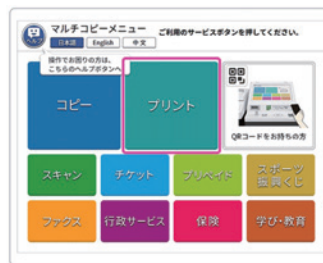 マルチコピーメニュー
ご利用のサービスボタンを押してください。
ヘルプ
日本語 English 中文
操作でお困りの方は、
こちらのヘルプボタンへ
コピー
プリント
QRコードをお持ちの方
スキャン
チケット
プリペイド
スポーツ
振興くじ
ファクス
行政サービス
保険
学び・教育